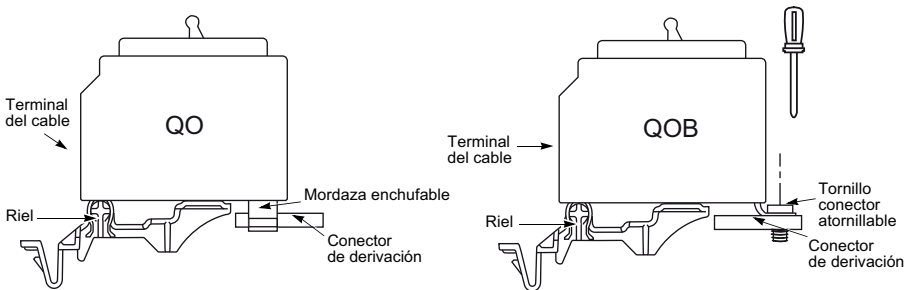 QO
Terminal
del cable
Riel
Mordaza enchufable
Conector
de derivación
QOB
Terminal
del cable
Riel
Tornillo
conector
atornillable
Conector
de derivación